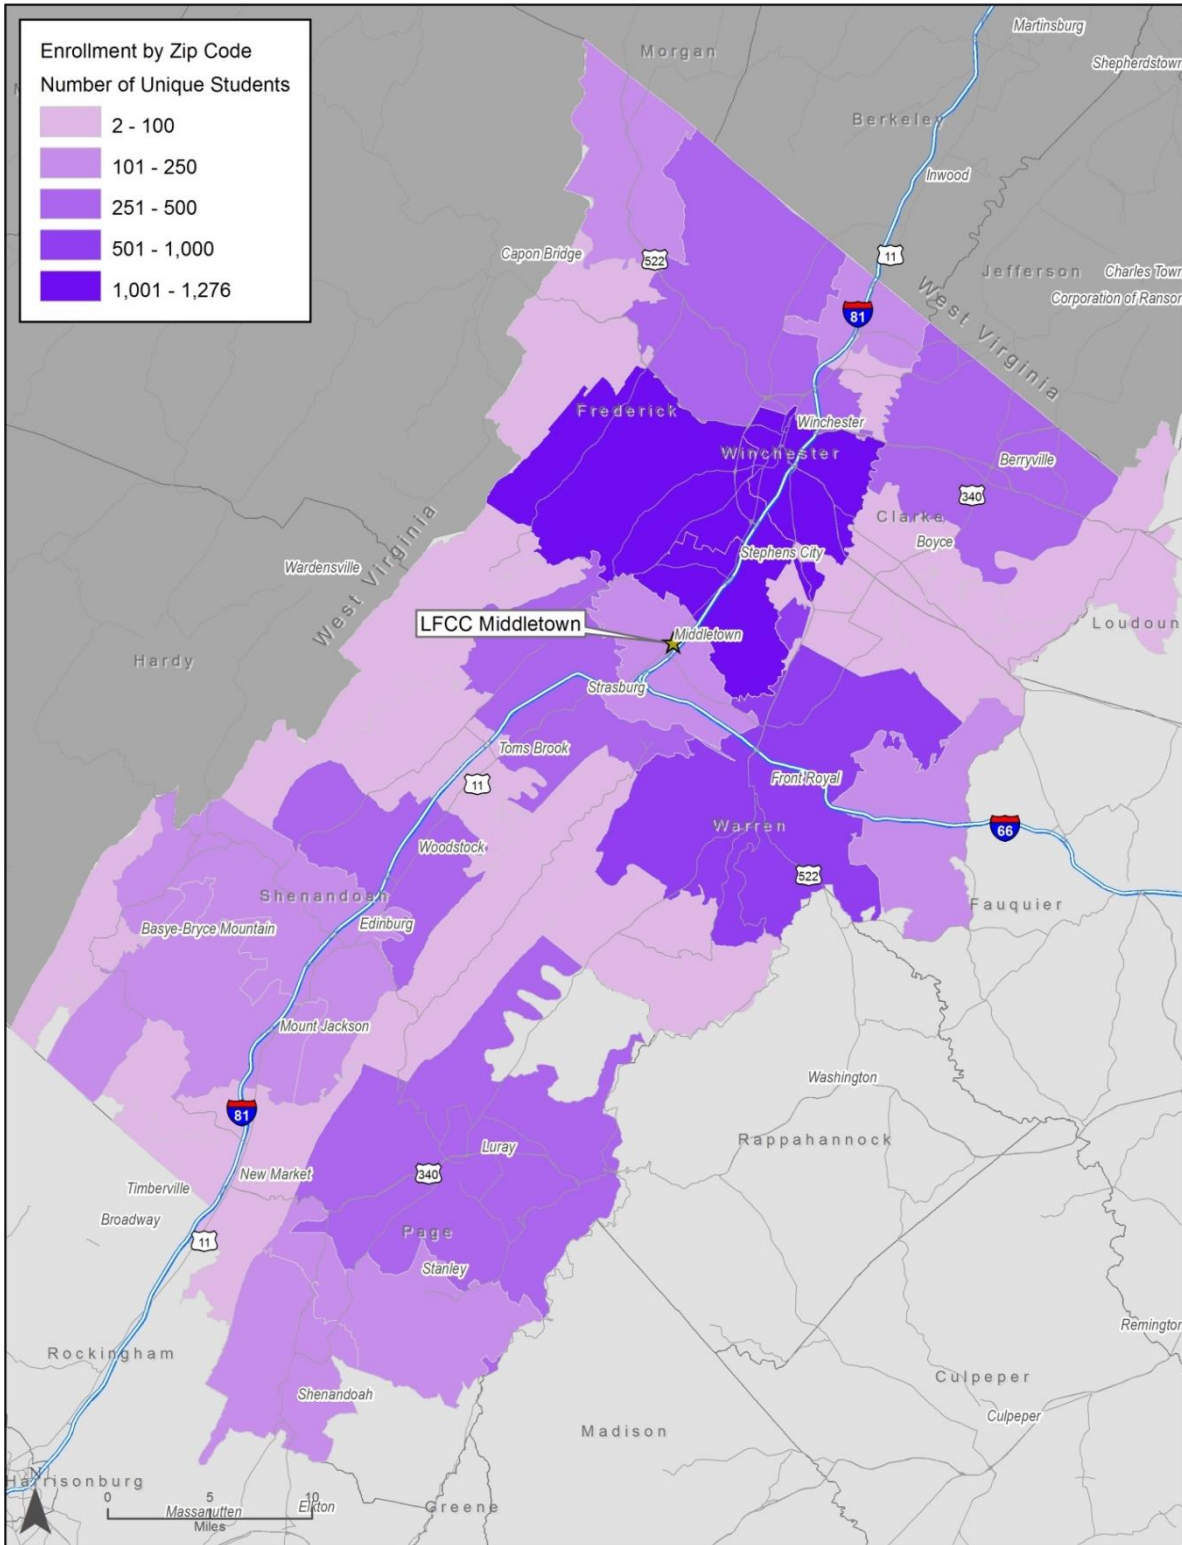 Enrollment by Zip Code
Number of Unique Students
2 - 100
101 - 250
251 - 500
501 - 1,000
1,001 - 1,276
Martinsburg
Morgan
Shepherdstown
Berkeley
Inwood
Capon Bridge
522
11
Jefferson
Charles Town
Corporation of Ranson
West Virginia
81
Frederick
Winchester
Winchester
Berryville
340
Clarke
Boyce
Stephens City
Wardensville
West Virginia
LFCC Middletown
Middletown
Loudoun
Hardy
Strasburg
Toms Brook
11
Front Royal
Warren
66
Woodstock
522
Shenandoah
Fauquier
Edinburg
Basye-Bryce Mountain
Mount Jackson
Washington
81
Rappahannock
Luray
340
New Market
Timberville
Broadway
11
Page
Stanley
Remington
Rockingham
Culpeper
Shenandoah
Culpeper
Madison
N
Harrisonburg
0 5 10
Miles
Massanutten
Elkton
Greene